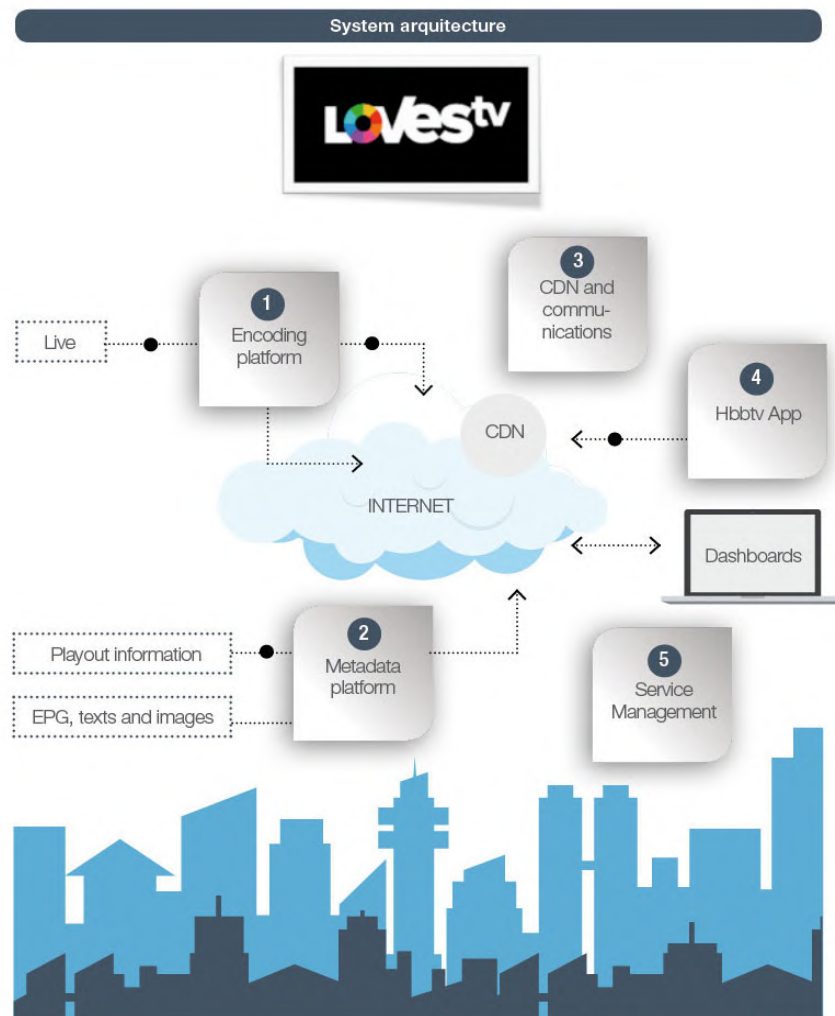 System arquitecture
LOVEStv
3
CDN and
commu-
nications
1
Encoding
platform
Live
4
Hbbtv App
CDN
INTERNET
Dashboards
2
Metadata
platform
Playout information
EPG, texts and images
5
Service
Management